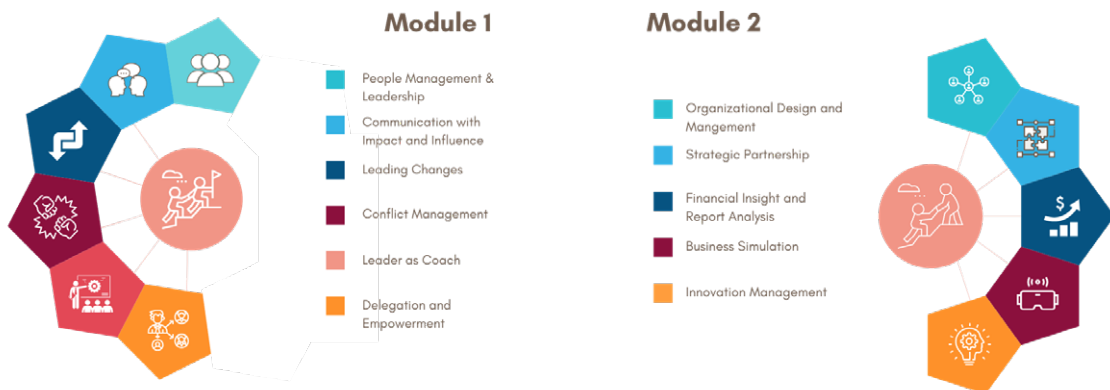 Module 1
People Management &
Leadership
Communication with
Impact and Influence
Leading Changes
Conflict Management
Leader as Coach
Delegation and
Empowerment
Module 2
Organizational Design and
Mangement
Strategic Partnership
Financial Insight and
Report Analysis
Business Simulation
Innovation Management
$